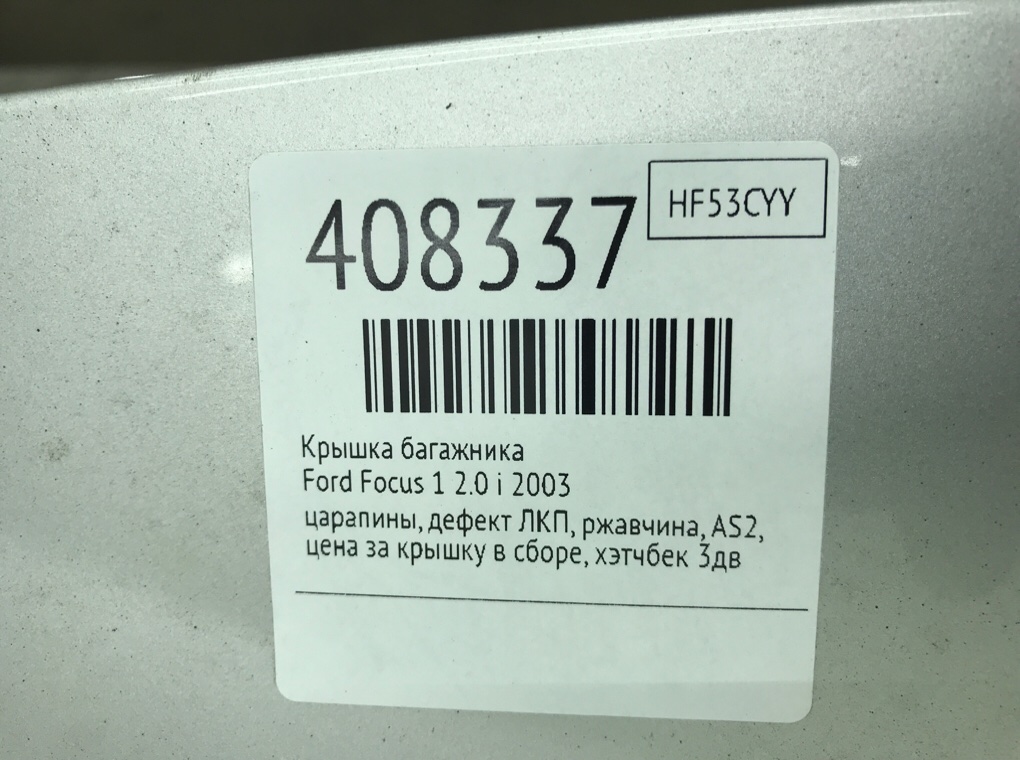 HF53CYY
408337
Крышка багажника
Ford Focus 1 2.0 i 2003
царапины, дефект ЛКП, ржавчина, AS2,
цена за крышку в сборе, хэтчбек 3дв